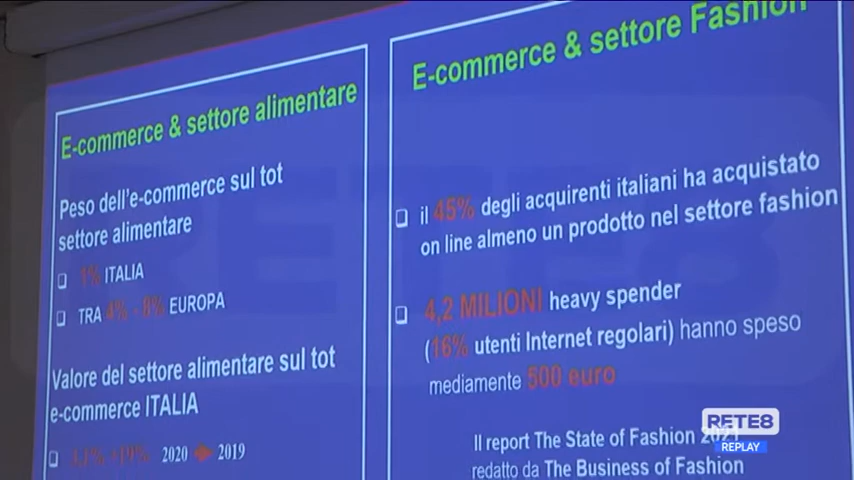 E-commerce & settore alimentare
Peso dell'e-commerce sul tot
settore alimentare
1% ITALIA
TRA 4% - 8% EUROPA
Valore del settore alimentare sul tot
e-commerce ITALIA
2020 2019
E-commerce & settore Fashion
il 45% degli acquirenti italiani ha acquistato
on line almeno un prodotto nel settore fashion
4,2 MILIONI heavy spender
(16% utenti Internet regolari) hanno speso
mediamente 500 euro
Il report The State of Fashion 2021
redatto da The Business of Fashion
RETE8
REPLAY
RETE8